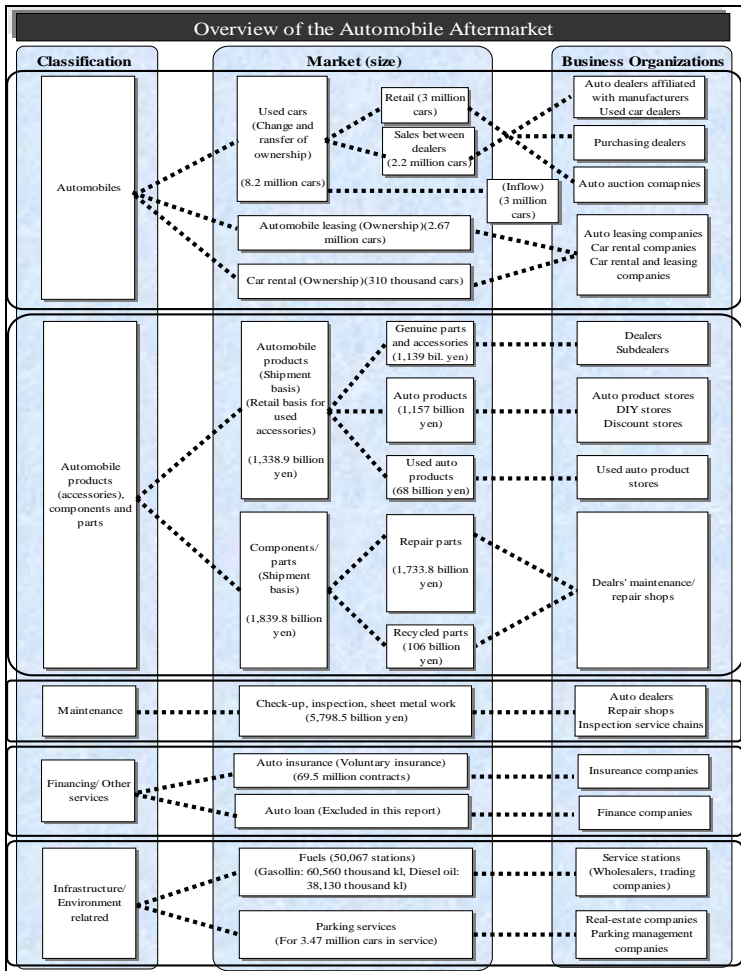 Overview of the Automobile Aftermarket
Classification
Market (size)
Business Organizations
Automobiles
Used cars
(Change and
ransfer of
ownership)
(8.2 million cars)
Retail (3 million
cars)
Sales between
dealers
(2.2 million cars)
(Inflow)
(3 million
cars)
Auto dealers affiliated
with manufacturers
Used car dealers
Purchasing dealers
Auto auction comapnies
Automobile leasing (Ownership)(2.67
million cars)
Car rental (Ownership)(310 thousand cars)
Auto leasing companies
Car rental companies
Car rental and leasing
companies
Automobile
products
(accessories),
components and
parts
Automobile
products
(Shipment
basis)
(Retail basis for
used
accessories)
(1,338.9 billion
yen)
Genuine parts
and accessories
(1,139 bil. yen)
Dealers
Subdealers
Auto products
(1,157 billion
yen)
Auto product stores
DIY stores
Discount stores
Used auto
products
(68 billion yen)
Used auto product
stores
Components/
parts
(Shipment
basis)
(1,839.8 billion
yen)
Repair parts
(1,733.8 billion
yen)
Recycled parts
(106 billion
yen)
Dealrs' maintenance/
repair shops
Maintenance
Check-up, inspection, sheet metal work
(5,798.5 billion yen)
Auto dealers
Repair shops
Inspection service chains
Financing/ Other
services
Auto insurance (Voluntary insurance)
(69.5 million contracts)
Insureance companies
Auto loan (Excluded in this report)
Finance companies
Infrastructure/
Environment
relatred
Fuels (50,067 stations)
(Gasollin: 60,560 thousand kl, Diesel oil:
38,130 thousand kl)
Service stations
(Wholesalers, trading
companies)
Parking services
(For 3.47 million cars in service)
Real-estate companies
Parking management
companies